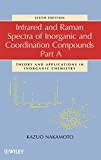 SIXTH EDITION
Infrared and Raman
Spectra of Inorganic and
Coordination Compounds
Part A
THEORY AND APPLICATIONS IN
INORGANIC CHEMISTRY
KAZUO NAKAMOTO
WILEY